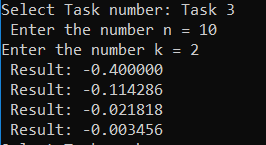 Select Task number: Task 3
Enter the number n = 10
Enter the number k = 2
Result: -0.400000
Result: -0.114286
Result: -0.021818
Result: -0.003456